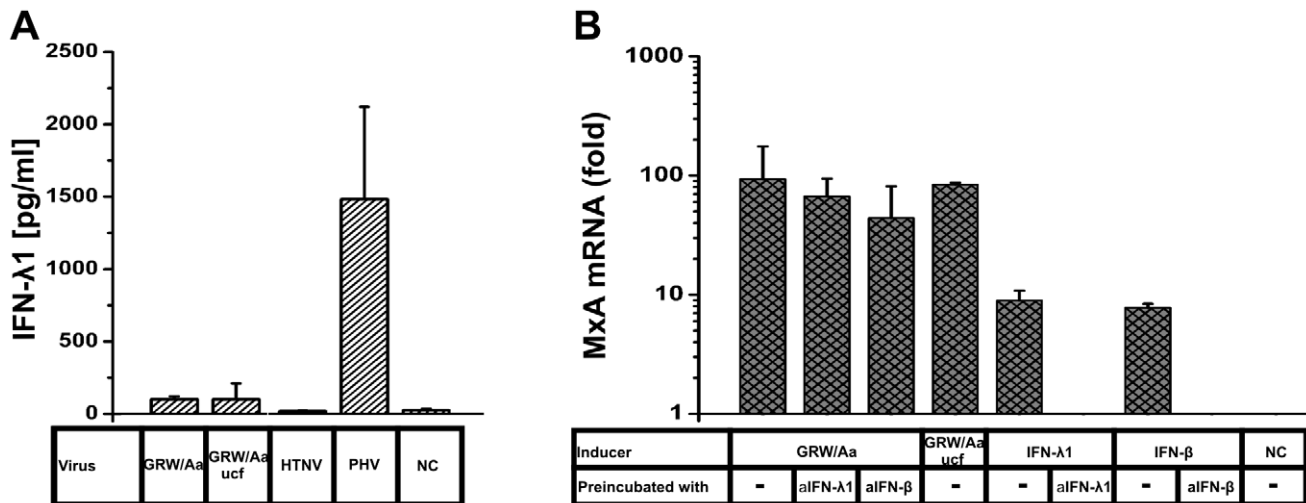 A
IFN-λ1 [pg/ml]
2500
2000
1500
1000
500
0
Virus GRW/Aa GRW/Aa ucf HTNV PHV NC
B
MxA mRNA (fold)
1000
100
10
1
Inducer GRW/Aa GRW/Aa ucf IFN-λ1 IFN-β NC
Preincubated with - aIFN-λ1 aIFN-β - - aIFN-λ1 - aIFN-β -